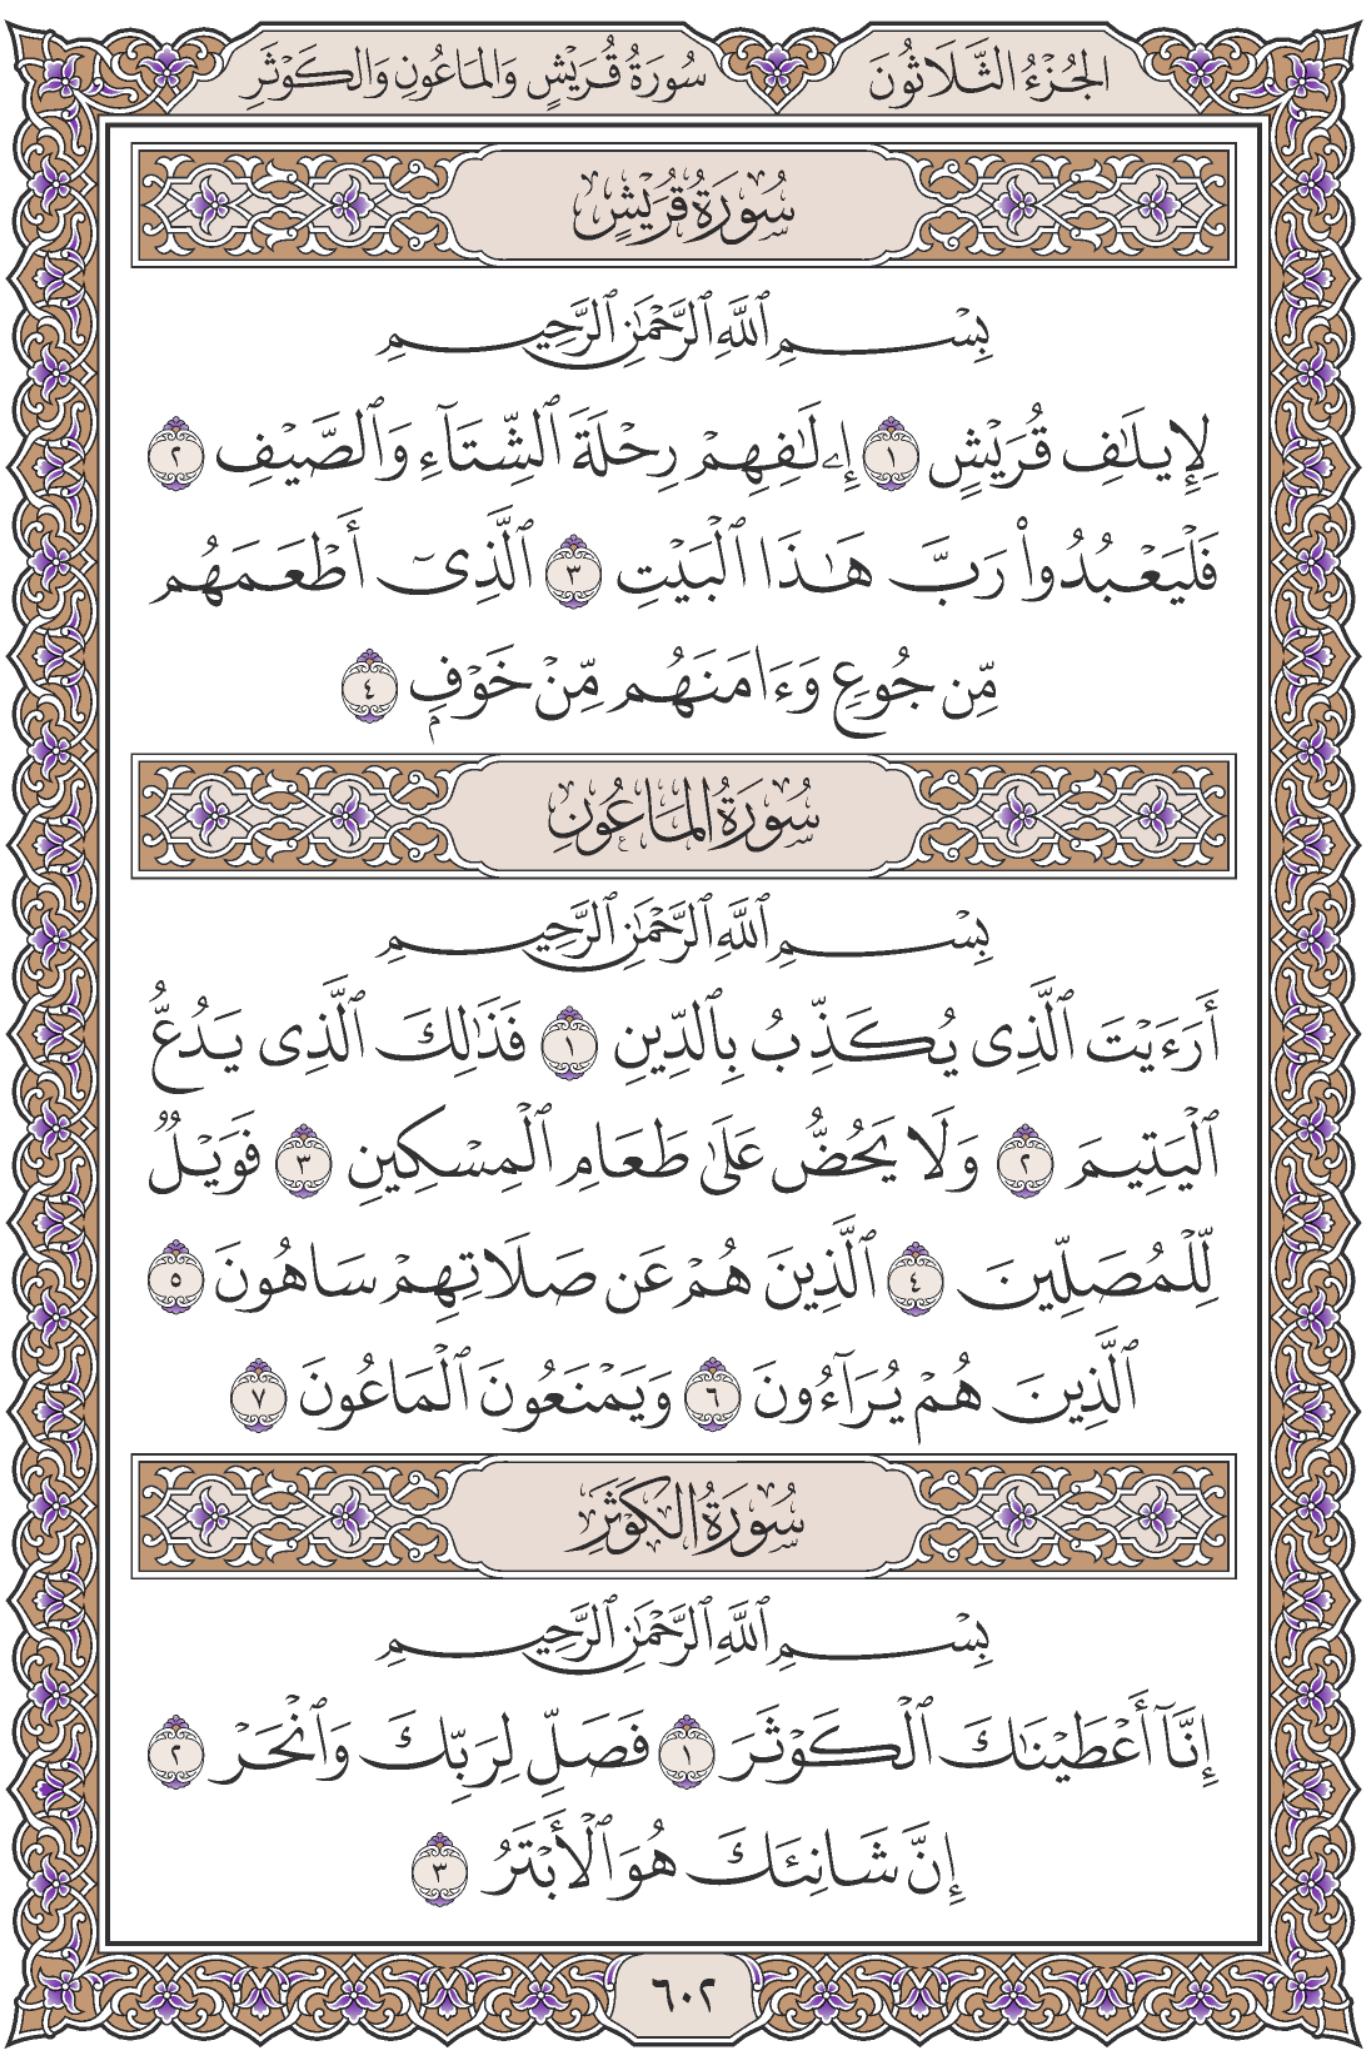 الجُزْءُ الثَّلَاثُونَ
سُورَةُ قُرَيْشٍ وَالمَاعُونِ وَالكَوْثَرِ
سُورَةُ قُرَيْشٍ
بِسْمِ ٱللَّهِ ٱلرَّحْمَٰنِ ٱلرَّحِيمِ
لِإِيلَٰفِ قُرَيْشٍ ١ إِۦلَٰفِهِمْ رِحْلَةَ ٱلشِّتَآءِ وَٱلصَّيْفِ ٢
فَلْيَعْبُدُوا۟ رَبَّ هَٰذَا ٱلْبَيْتِ ٣ ٱلَّذِىٓ أَطْعَمَهُم
مِّن جُوعٍ وَءَامَنَهُم مِّنْ خَوْفٍۭ ٤
سُورَةُ المَاعُونِ
بِسْمِ ٱللَّهِ ٱلرَّحْمَٰنِ ٱلرَّحِيمِ
أَرَءَيْتَ ٱلَّذِى يُكَذِّبُ بِٱلدِّينِ ١ فَذَٰلِكَ ٱلَّذِى يَدُعُّ
ٱلْيَتِيمَ ٢ وَلَا يَحُضُّ عَلَىٰ طَعَامِ ٱلْمِسْكِينِ ٣ فَوَيْلٌ
لِّلْمُصَلِّينَ ٤ ٱلَّذِينَ هُمْ عَن صَلَاتِهِمْ سَاهُونَ ٥
ٱلَّذِينَ هُمْ يُرَآءُونَ ٦ وَيَمْنَعُونَ ٱلْمَاعُونَ ٧
سُورَةُ الكَوْثَرِ
بِسْمِ ٱللَّهِ ٱلرَّحْمَٰنِ ٱلرَّحِيمِ
إِنَّآ أَعْطَيْنَٰكَ ٱلْكَوْثَرَ ١ فَصَلِّ لِرَبِّكَ وَٱنْحَرْ ٢
إِنَّ شَانِئَكَ هُوَ ٱلْأَبْتَرُ ٣
٦٠٢